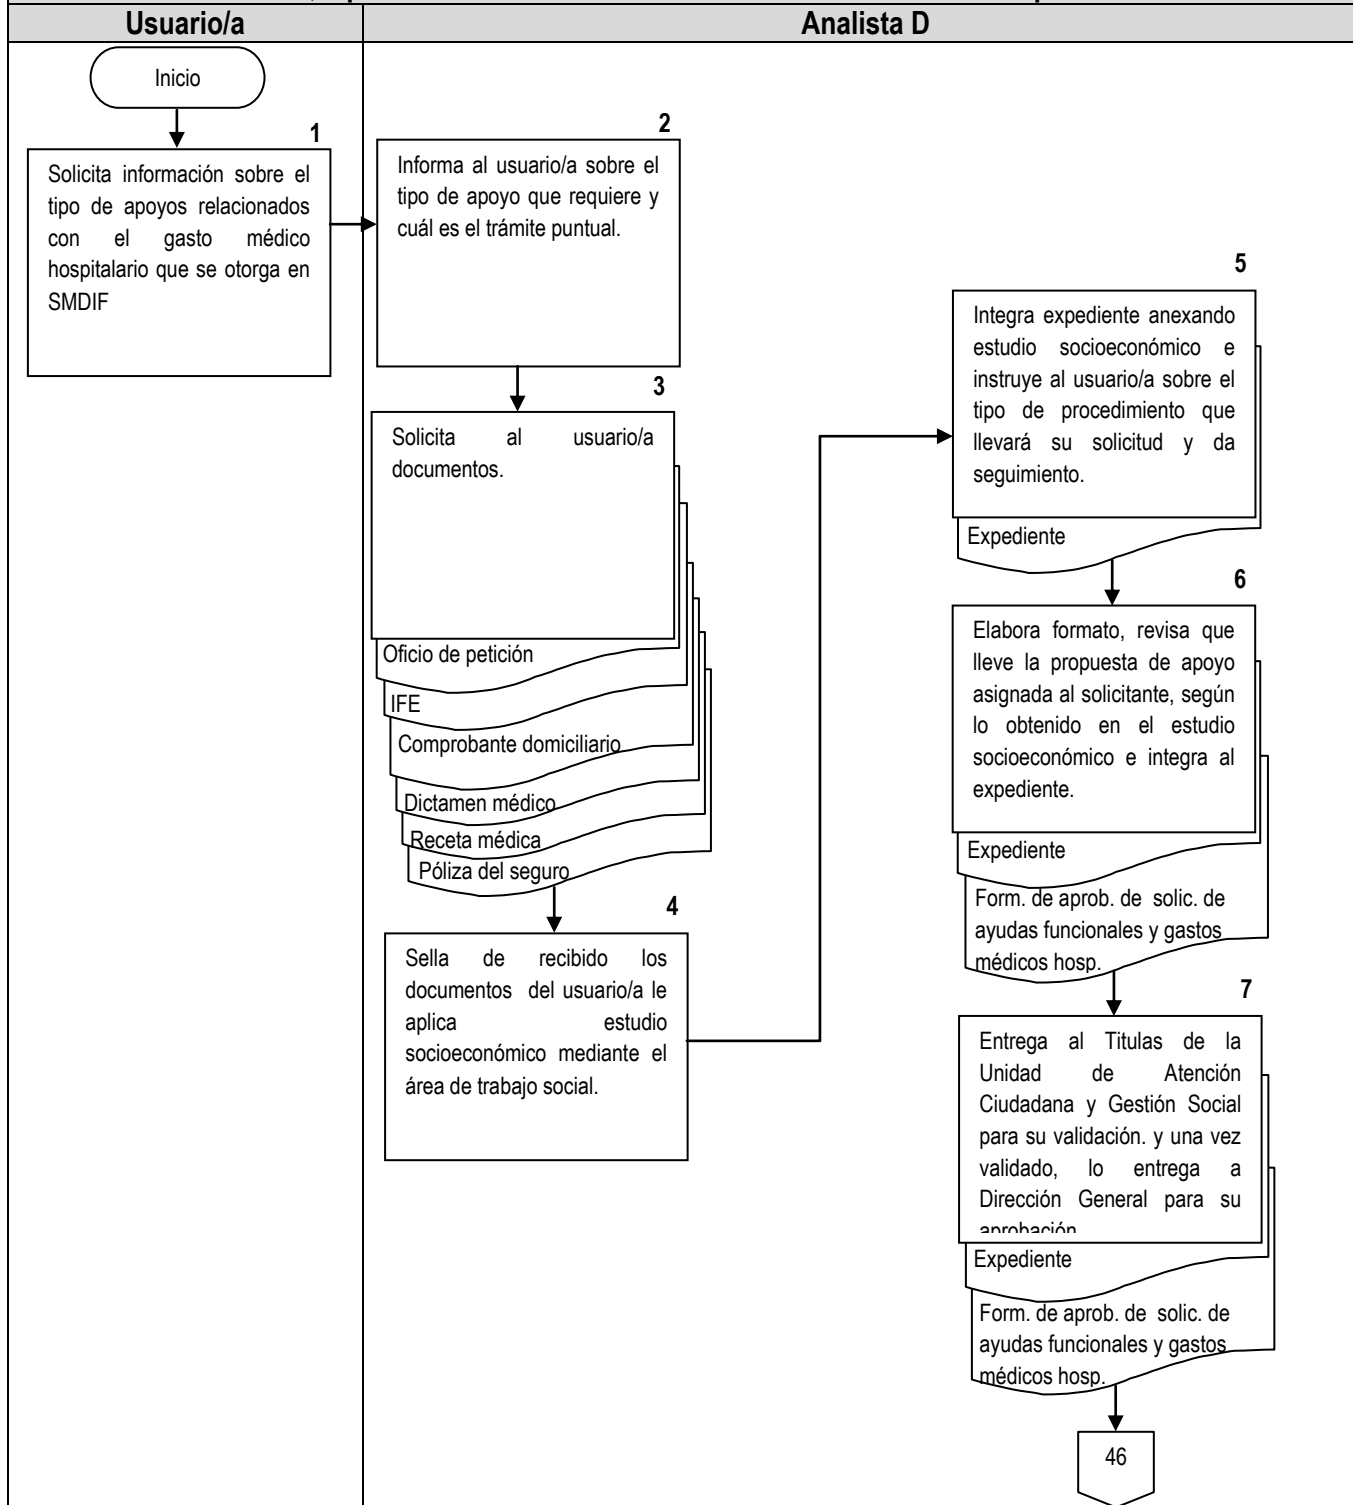 Usuario/a
Analista D
Inicio
1
Solicita información sobre el
tipo de apoyos relacionados
con el gasto médico
hospitalario que se otorga en
SMDIF
2
Informa al usuario/a sobre el
tipo de apoyo que requiere y
cuál es el trámite puntual.
3
Solicita al usuario/a
documentos.
Oficio de petición
IFE
Comprobante domiciliario
Dictamen médico
Receta médica
Póliza del seguro
4
Sella de recibido los
documentos del usuario/a le
aplica estudio
socioeconómico mediante el
área de trabajo social.
5
Integra expediente anexando
estudio socioeconómico e
instruye al usuario/a sobre el
tipo de procedimiento que
llevará su solicitud y da
seguimiento.
Expediente
6
Elabora formato, revisa que
lleve la propuesta de apoyo
asignada al solicitante, según
lo obtenido en el estudio
socioeconómico e integra al
expediente.
Expediente
Form. de aprob. de solic. de
ayudas funcionales y gastos
médicos hosp.
7
Entrega al Titulas de la
Unidad de Atención
Ciudadana y Gestión Social
para su validación. y una vez
validado, lo entrega a
Dirección General para su
aprobación
Expediente
Form. de aprob. de solic. de
ayudas funcionales y gastos
médicos hosp.
46